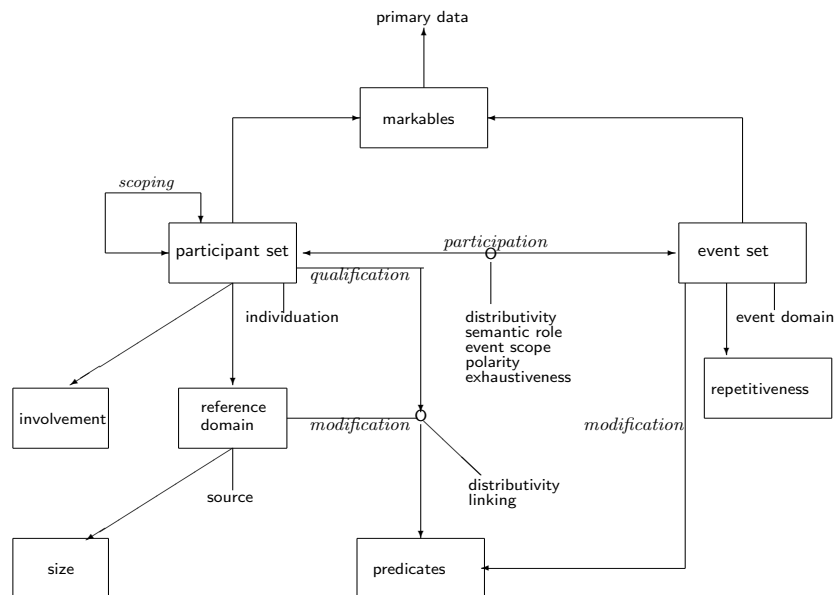 primary data
markables
scoping
participant set
participation
event set
qualification
individuation
distributivity
semantic role
event scope
polarity
exhaustiveness
event domain
involvement
reference
domain
modification
modification
repetitiveness
source
distributivity
linking
size
predicates